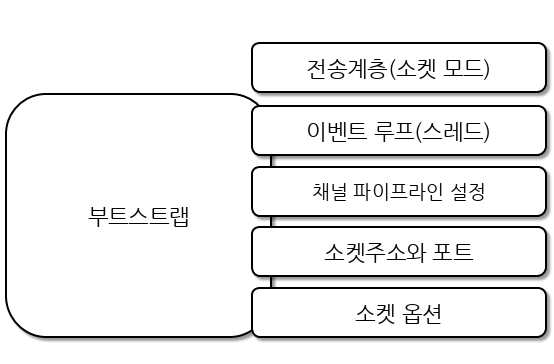 전송계층(소켓 모드)
이벤트 루프(스레드)
채널 파이프라인 설정
부트스트랩
소켓주소와 포트
소켓 옵션